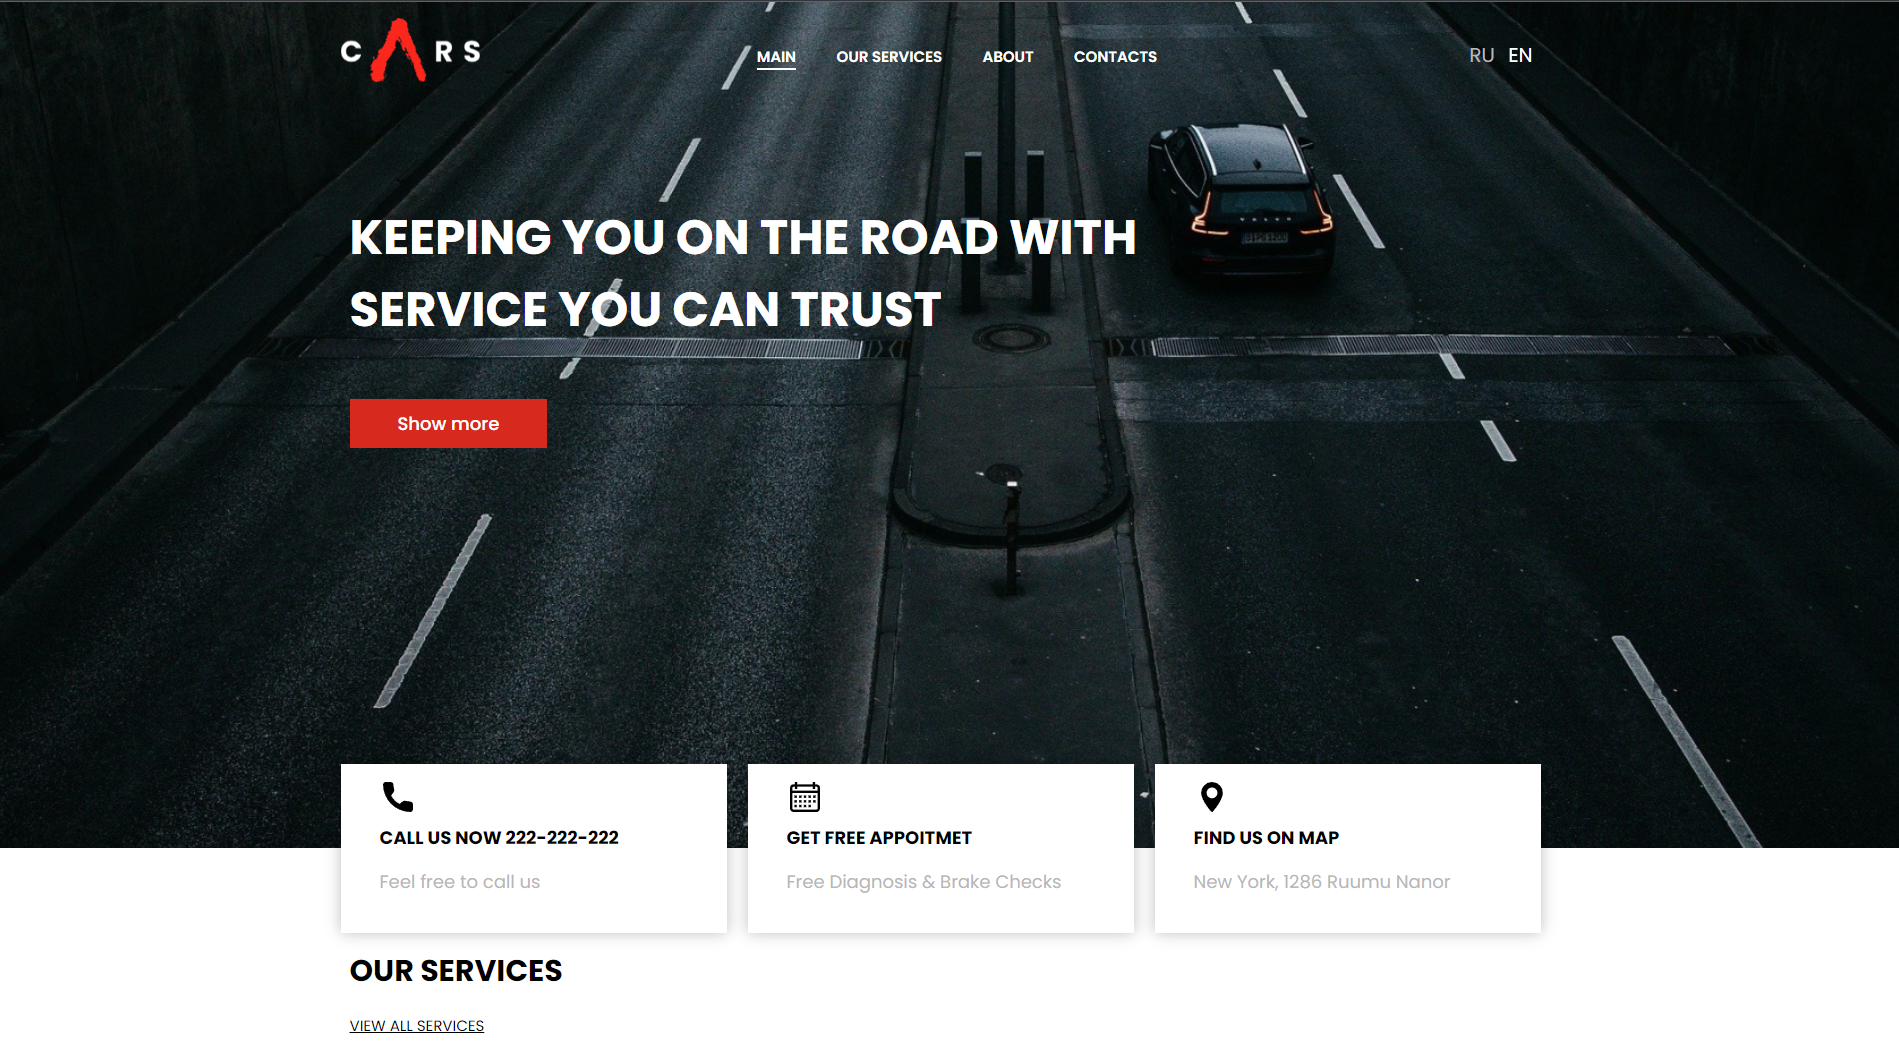 CARS
MAIN OUR SERVICES ABOUT CONTACTS
RU EN
KEEPING YOU ON THE ROAD WITH
SERVICE YOU CAN TRUST
VOLVO
Show more
CALL US NOW 222-222-222
Feel free to call us
GET FREE APPOITMET
Free Diagnosis & Brake Checks
FIND US ON MAP
New York, 1286 Ruumu Nanor
OUR SERVICES
VIEW ALL SERVICES